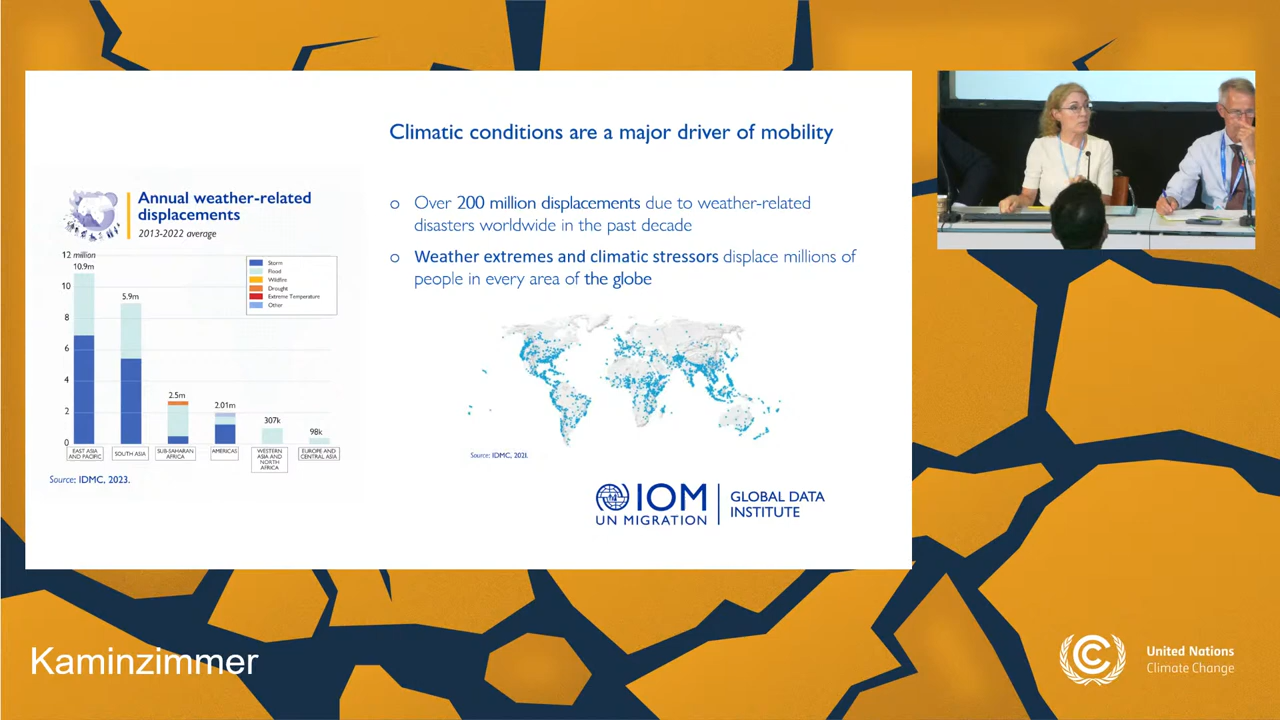 Climatic conditions are a major driver of mobility
Annual weather-related
displacements
2013-2022 average
12 million
10.9m
10
8
6
4
2
0
5.9m
2.5m
2.01m
307k
98k
Storm
Flood
Wildfire
Drought
Extreme Temperature
Other
EAST ASIA
AND PACIFIC
SOUTH ASIA
SUB-SAHARAN
AFRICA
AMERICAS
WESTERN
ASIA AND
NORTH
AFRICA
EUROPE AND
CENTRAL ASIA
Source: IDMC, 2023.
o Over 200 million displacements due to weather-related
disasters worldwide in the past decade
o Weather extremes and climatic stressors displace millions of
people in every area of the globe
Source: IDMC, 2021.
IOM
UN MIGRATION
GLOBAL DATA
INSTITUTE
Kaminzimmer
United Nations
Climate Change